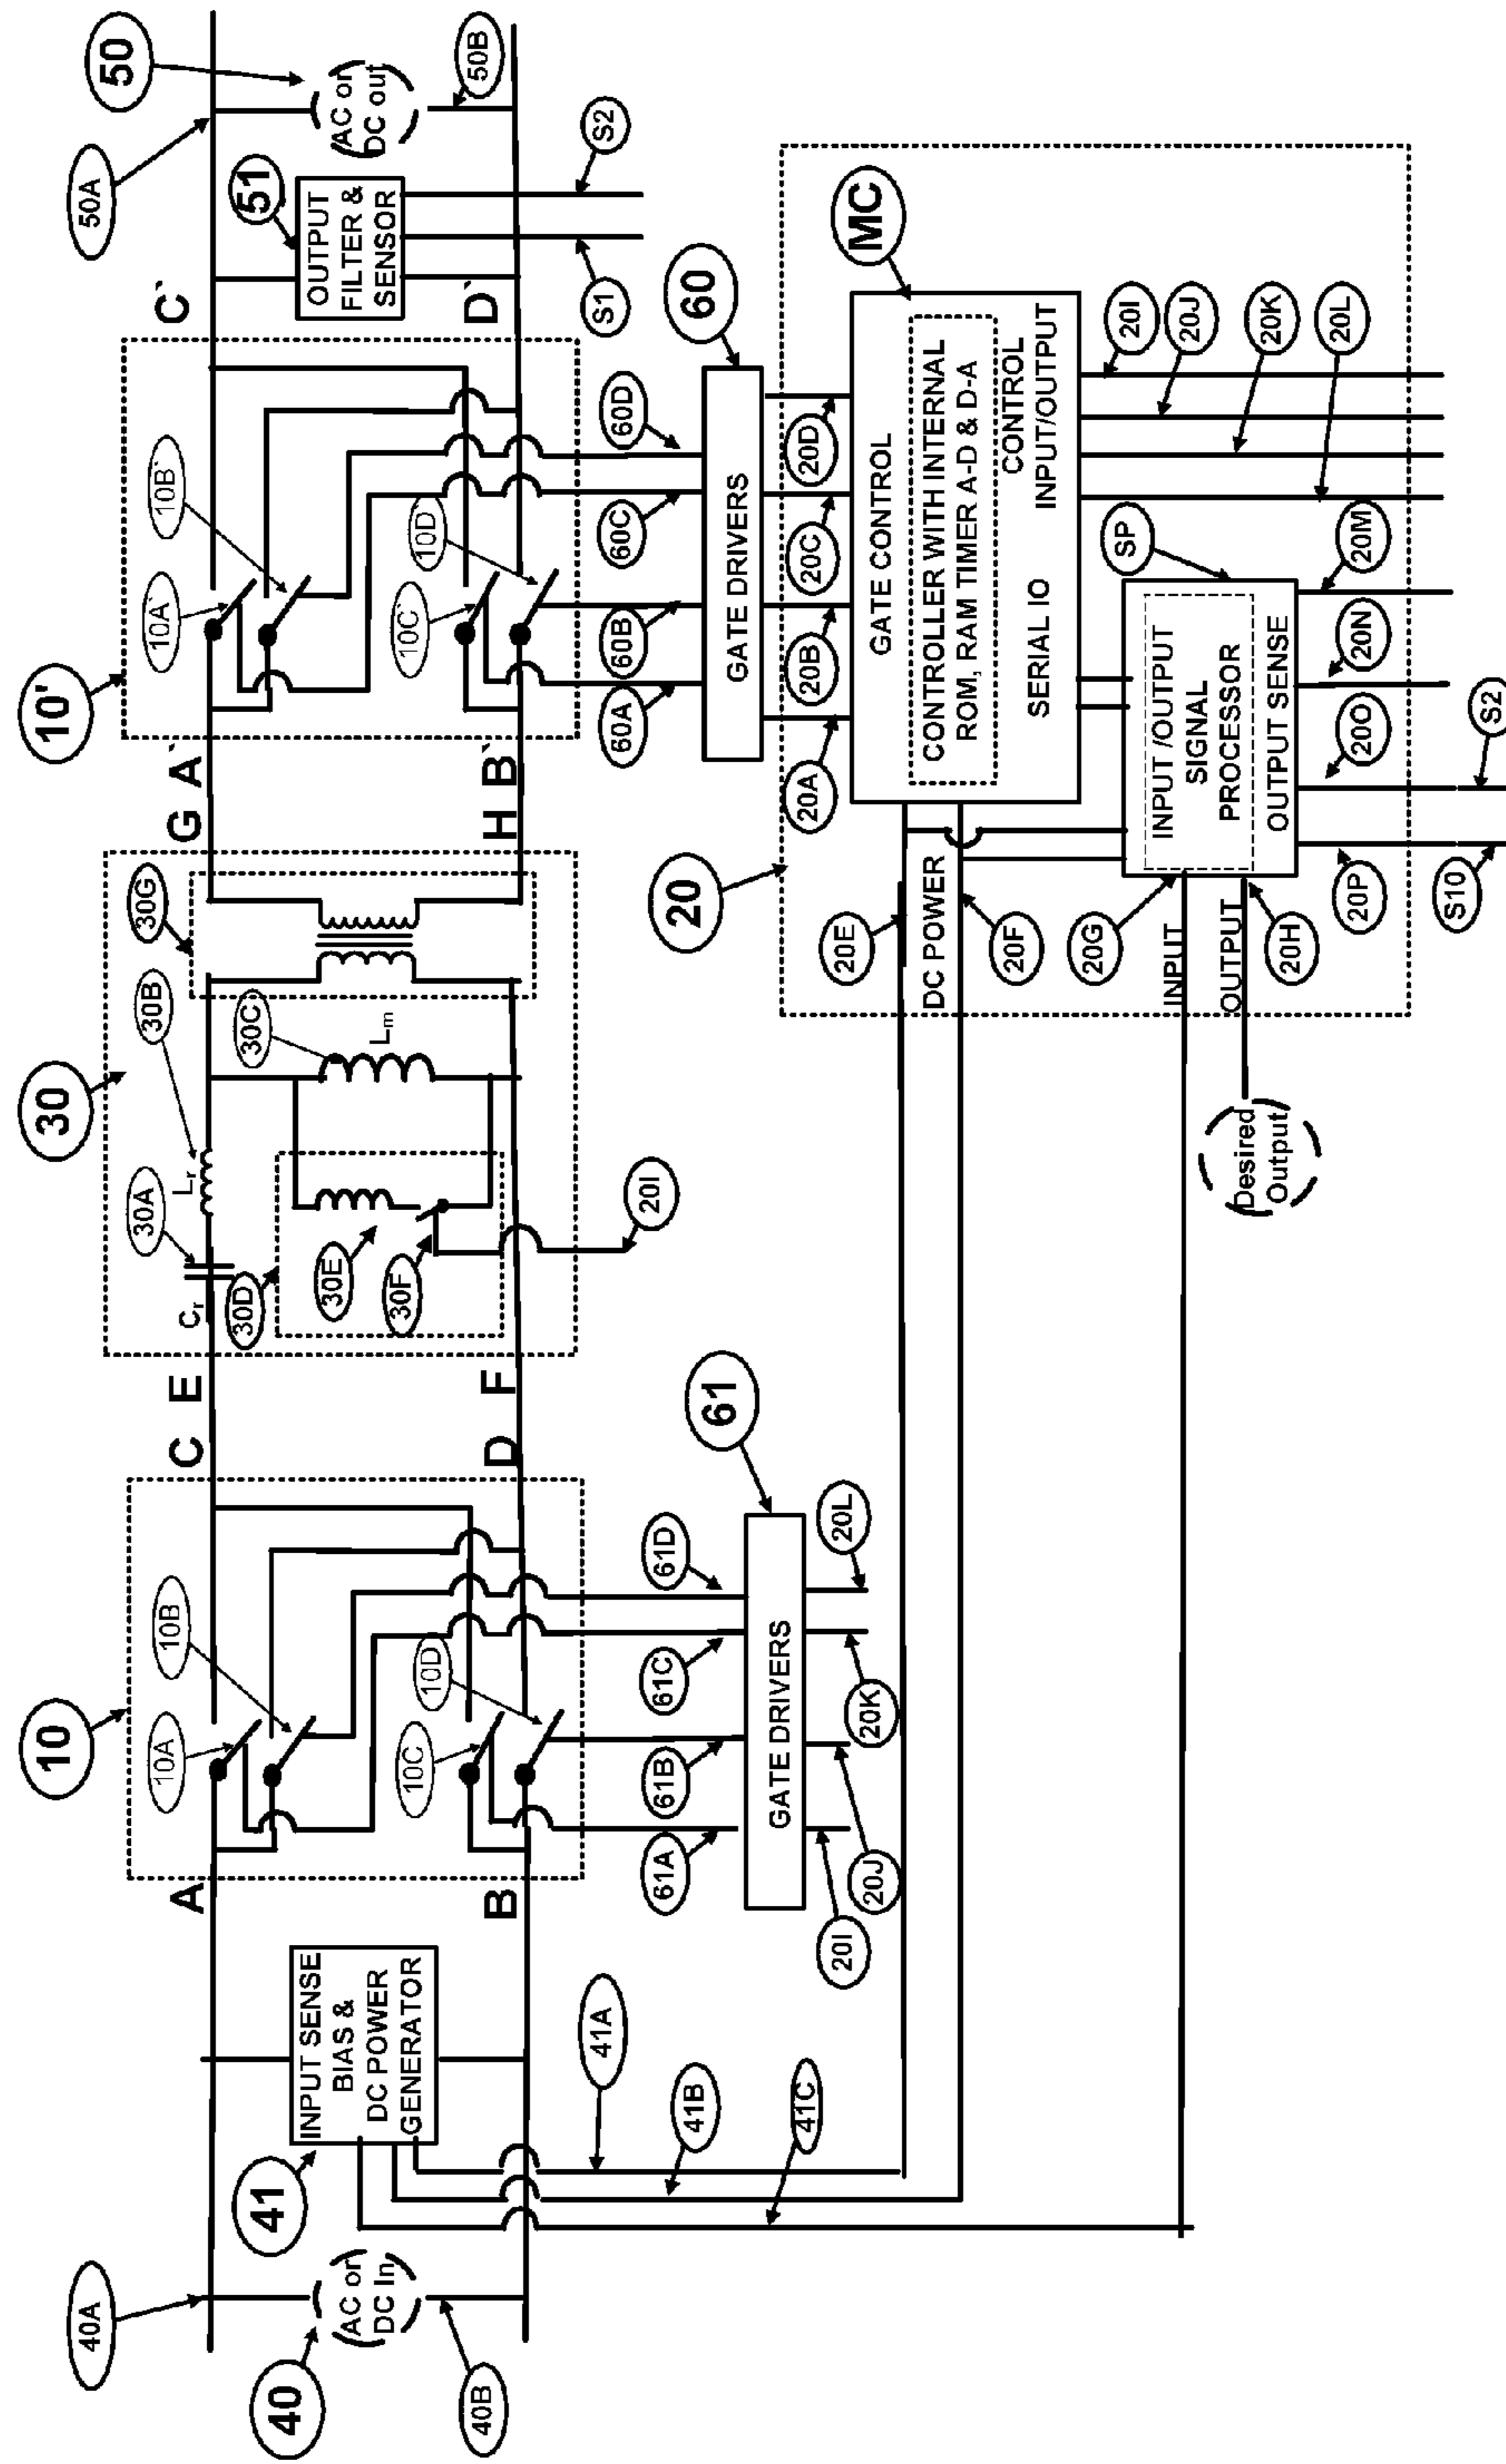 40A
40
AC or
DC In
40B
41
INPUT SENSE
BIAS &
DC POWER
GENERATOR
41A
41B
41C
A
B
10
10A
10B
10C
10D
C
D
61A
61B
61C
61D
GATE DRIVERS
61
20I
20J
20K
20L
E
F
30
Cr
30A
Lr
30B
30D
30E
30F
20I
30C
Lm
30G
G
H
A`
B`
10'
10A`
10B`
10C`
10D
C`
D`
50A
50
AC or
DC out
50B
51
OUTPUT
FILTER &
SENSOR
S1
S2
60A
60B
60C
60D
GATE DRIVERS
60
20
20A
20B
20C
20D
MC
GATE CONTROL
CONTROLLER WITH INTERNAL
ROM, RAM TIMER A-D & D-A
SERIAL IO
CONTROL
INPUT/OUTPUT
20E
DC POWER
20F
20I
20J
20K
20L
SP
20G
INPUT
OUTPUT
20H
INPUT /OUTPUT
SIGNAL
PROCESSOR
OUTPUT SENSE
20M
20N
20O
20P
S10
S2
Desired
Output